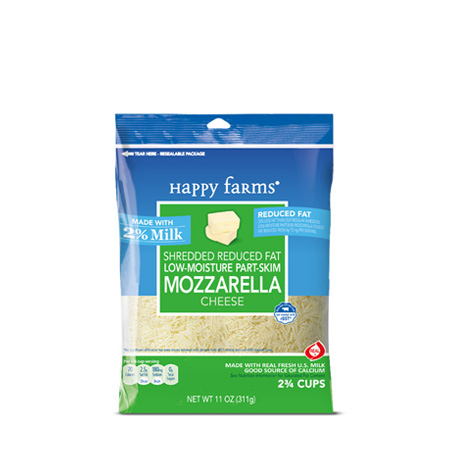 TEAR HERE - RESEALABLE PACKAGE
HAPPY FARMS®
MADE WITH
2% Milk
REDUCED FAT
SHREDDED REDUCED FAT
LOW-MOISTURE PART-SKIM
MOZZARELLA
CHEESE
REAL
MADE WITH REAL FRESH U.S. MILK
GOOD SOURCE OF CALCIUM
2¾ CUPS
NET WT 11 OZ (311g)